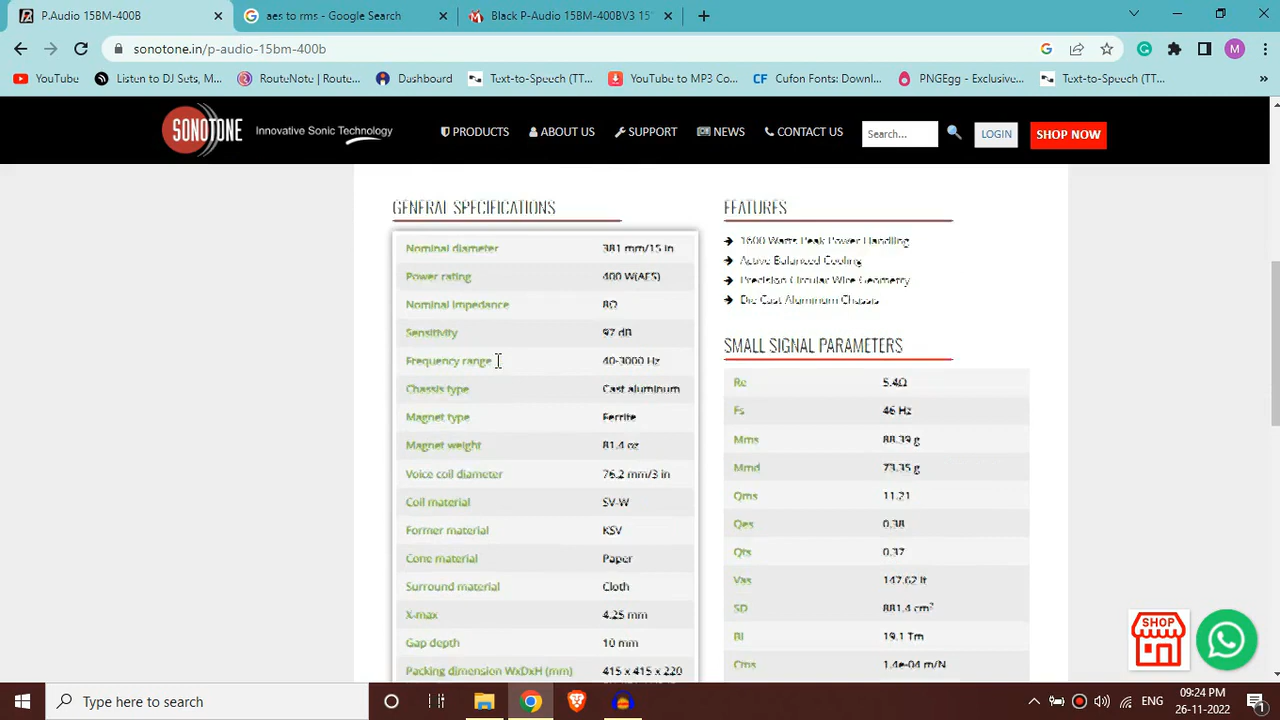 P.Audio 15BM-400B
aes to rms - Google Search
Black P-Audio 15BM-400BV3 15"
sonotone.in/p-audio-15bm-400b
YouTube
Listen to DJ Sets, M...
RouteNote | Route...
Dashboard
Text-to-Speech (TT...
YouTube to MP3 Co...
Cufon Fonts: Downl...
PNGEgg - Exclusive...
Text-to-Speech (TT...
SONOTONE
Innovative Sonic Technology
PRODUCTS
ABOUT US
SUPPORT
NEWS
CONTACT US
Search...
LOGIN
SHOP NOW
GENERAL SPECIFICATIONS
Nominal diameter 381 mm/15 in
Power rating 400 W(AES)
Nominal impedance 8Ω
Sensitivity 97 dB
Frequency range 40-3000 Hz
Chassis type Cast aluminum
Magnet type Ferrite
Magnet weight 81.4 oz
Voice coil diameter 76.2 mm/3 in
Coil material SV-W
Former material KSV
Cone material Paper
Surround material Cloth
X-max 4.25 mm
Gap depth 10 mm
Packing dimension WxDxH (mm) 415 x 415 x 220
FEATURES
1600 Watts Peak Power Handling
Active Balanced Cooling
Precision Circular Wire Geometry
Die Cast Aluminum Chassis
SMALL SIGNAL PARAMETERS
Re 5.4Ω
Fs 46 Hz
Mms 88.39 g
Mmd 73.35 g
Qms 11.21
Qes 0.38
Qts 0.37
Vas 147.62 lt
SD 881.4 cm²
Bl 19.1 Tm
Cms 1.4e-04 m/N
SHOP
Type here to search
ENG
09:24 PM
26-11-2022